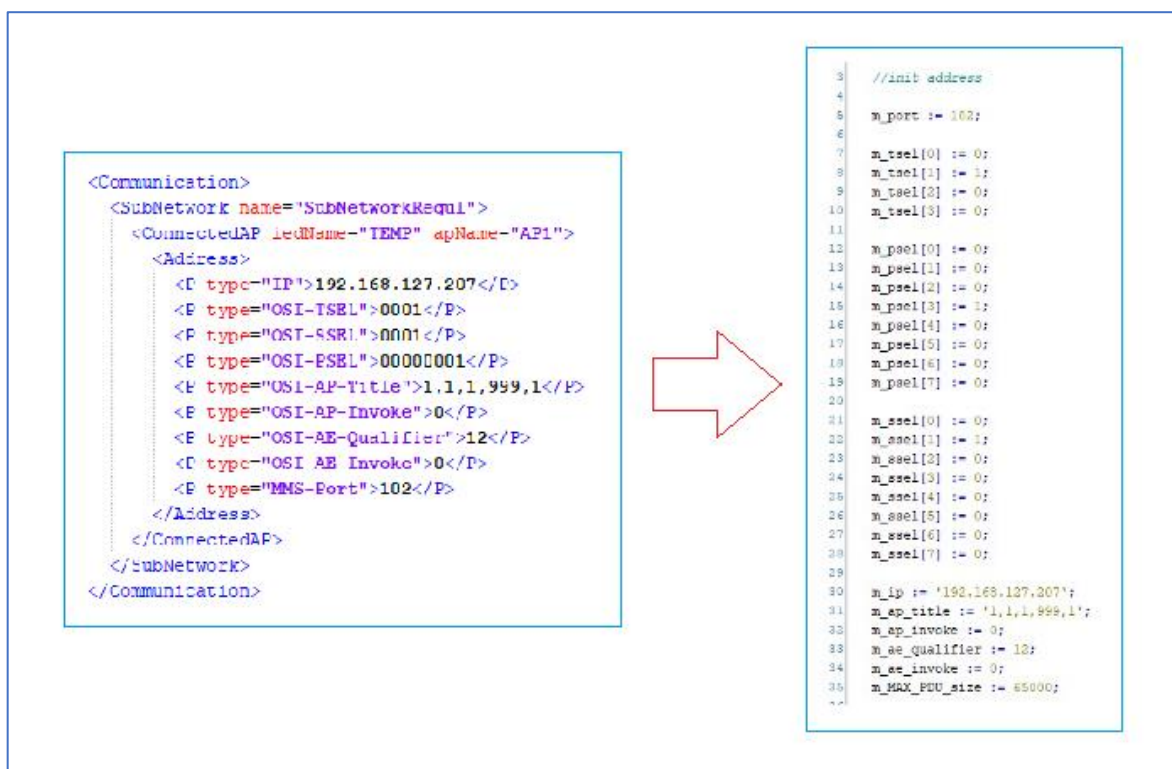 <Communication>
<SubNetwork name="SubNetworkRegul">
<ConnectedAP iedName="TEMP" apName="AP1">
<Address>
<P type="IP">192.168.127.207</P>
<P type="OSI-TSEL">0001</P>
<P type="OSI-SSEL">0001</P>
<P type="OSI-PSEL">00000001</P>
<P type="OSI-AP-Title">1,1,1,999,1</P>
<P type="OSI-AP-Invoke">0</P>
<P type="OSI-AE-Qualifier">12</P>
<P type="OSI-AE-Invoke">0</P>
<P type="MMS-Port">102</P>
</Address>
</ConnectedAP>
</SubNetwork>
</Communication>
3 //init address
4
5 m_port := 102;
6
7 m_tsel[0] := 0;
8 m_tsel[1] := 1;
9 m_tsel[2] := 0;
10 m_tsel[3] := 0;
11
12 m_psel[0] := 0;
13 m_psel[1] := 0;
14 m_psel[2] := 0;
15 m_psel[3] := 1;
16 m_psel[4] := 0;
17 m_psel[5] := 0;
18 m_psel[6] := 0;
19 m_psel[7] := 0;
20
21 m_ssel[0] := 0;
22 m_ssel[1] := 1;
23 m_ssel[2] := 0;
24 m_ssel[3] := 0;
25 m_ssel[4] := 0;
26 m_ssel[5] := 0;
27 m_ssel[6] := 0;
28 m_ssel[7] := 0;
29
30 m_ip := '192.168.127.207';
31 m_ap_title := '1,1,1,999,1';
32 m_ap_invoke := 0;
33 m_ae_qualifier := 12;
34 m_ae_invoke := 0;
35 m_MAX_PDU_size := 65000;